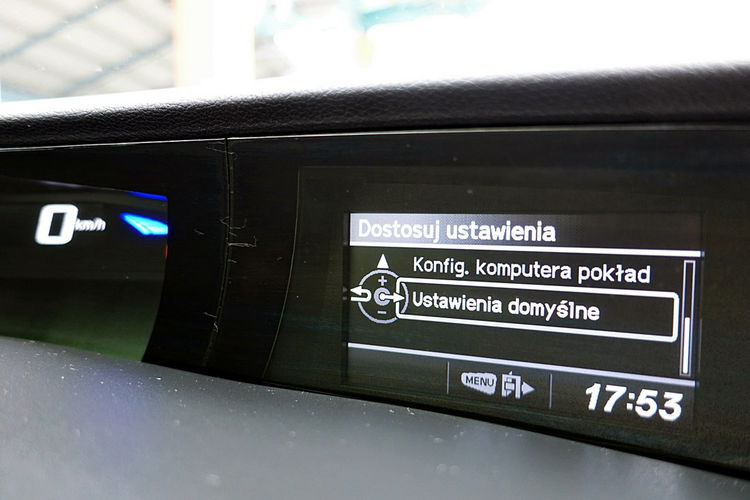 0 km/h
Dostosuj ustawienia
Konfig. komputera pokład
Ustawienia domyślne
+
-
MENU
17:53